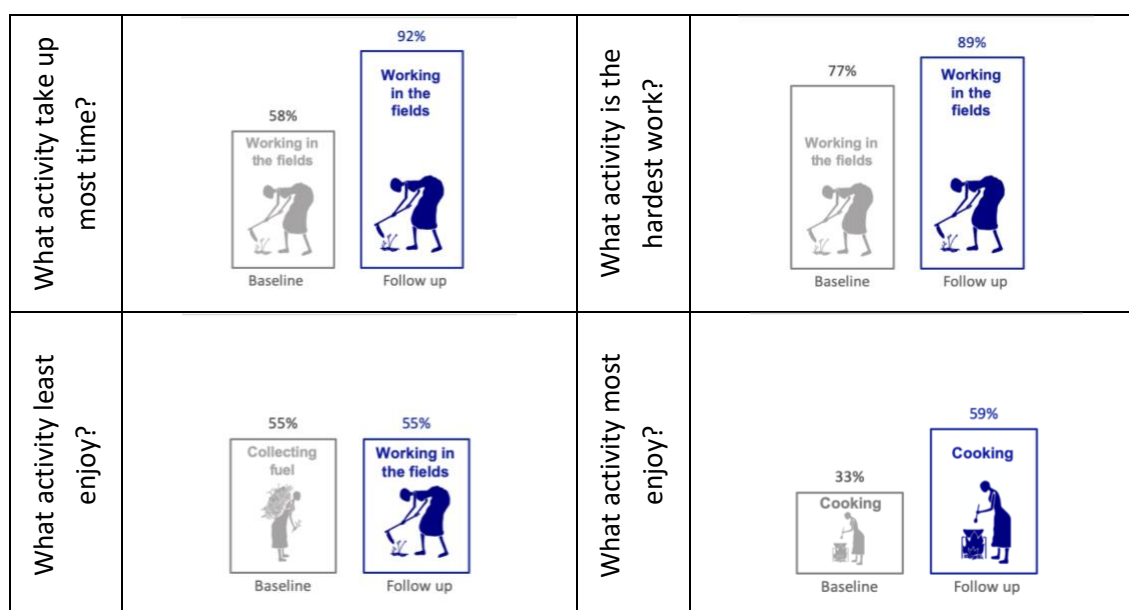 What activity take up
most time?
58%
Working in
the fields
Baseline
92%
Working
in the
fields
Follow up
What activity is the
hardest work?
77%
Working in
the fields
Baseline
89%
Working
in the
fields
Follow up
What activity least
enjoy?
55%
Collecting
fuel
Baseline
55%
Working in
the fields
Follow up
What activity most
enjoy?
33%
Cooking
Baseline
59%
Cooking
Follow up